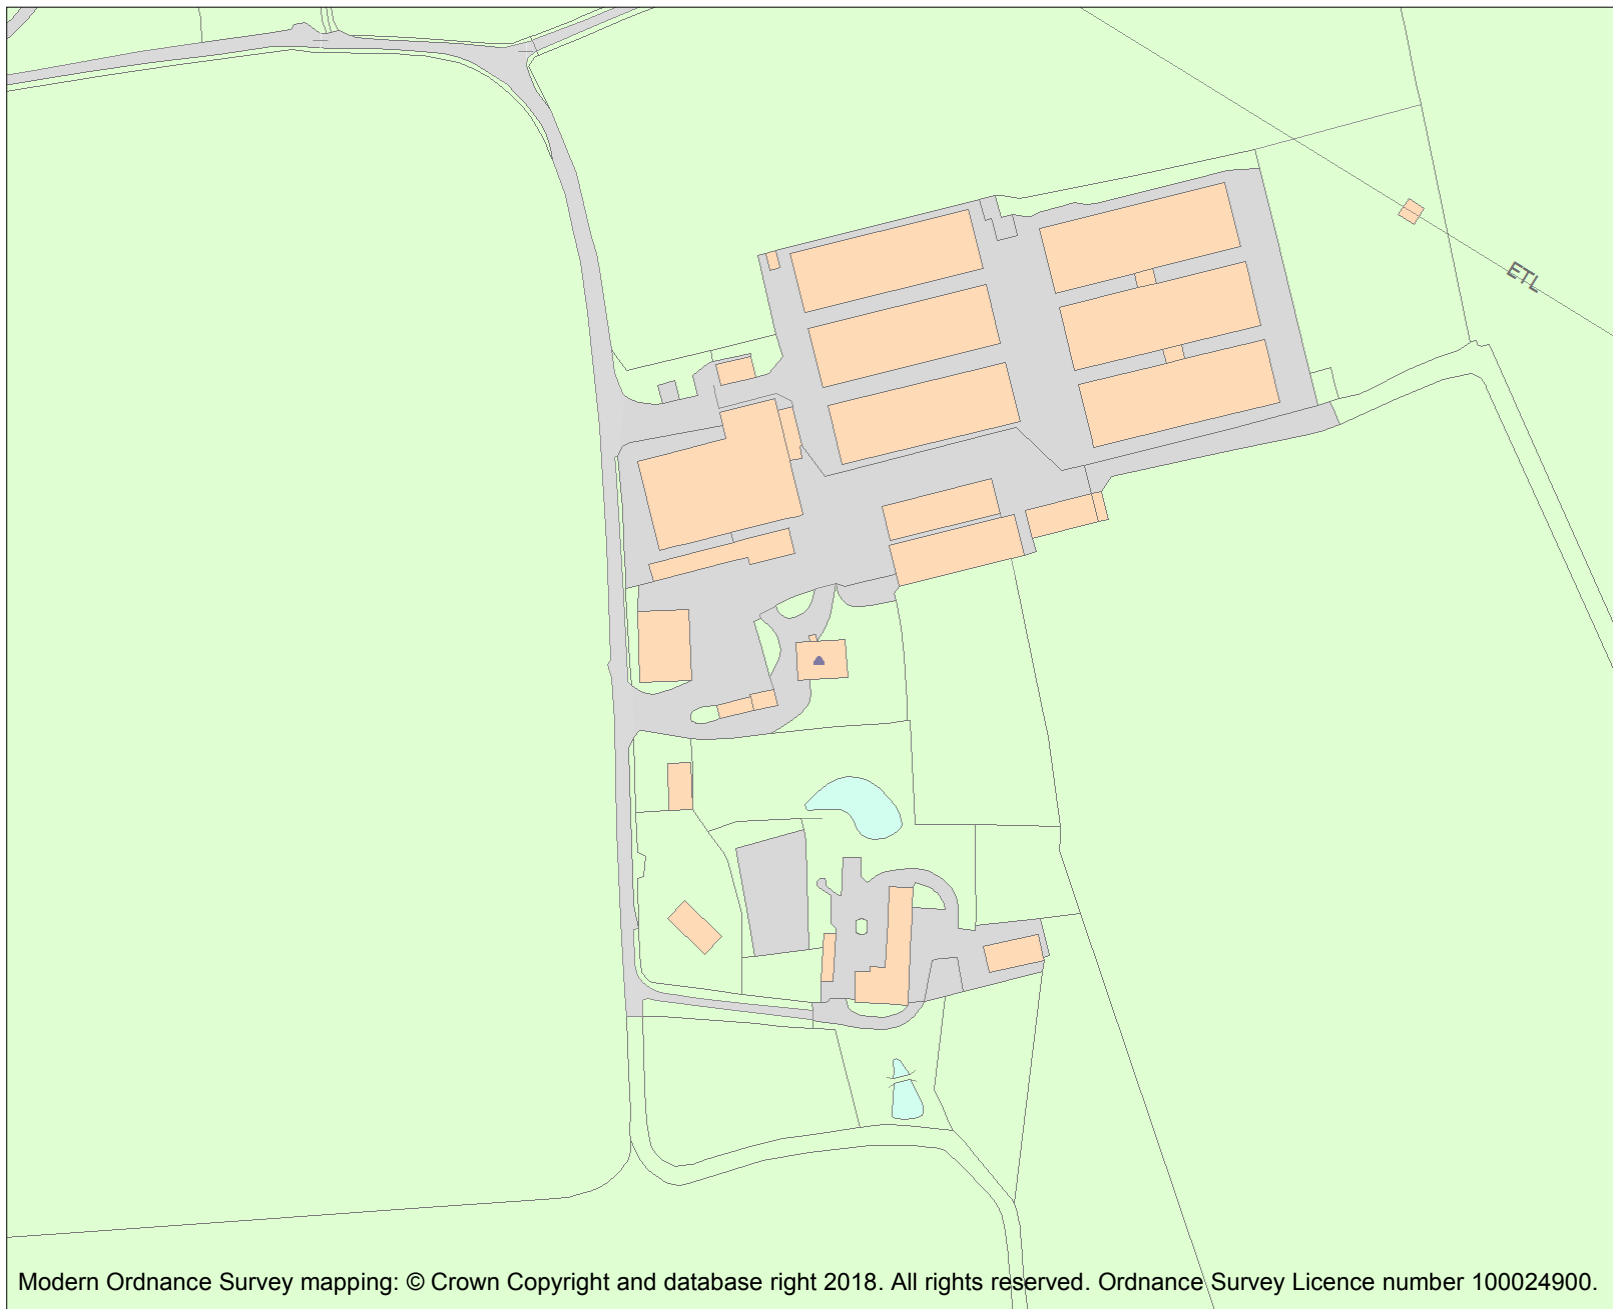 ETL
Modern Ordnance Survey mapping: © Crown Copyright and database right 2018. All rights reserved. Ordnance Survey Licence number 100024900.